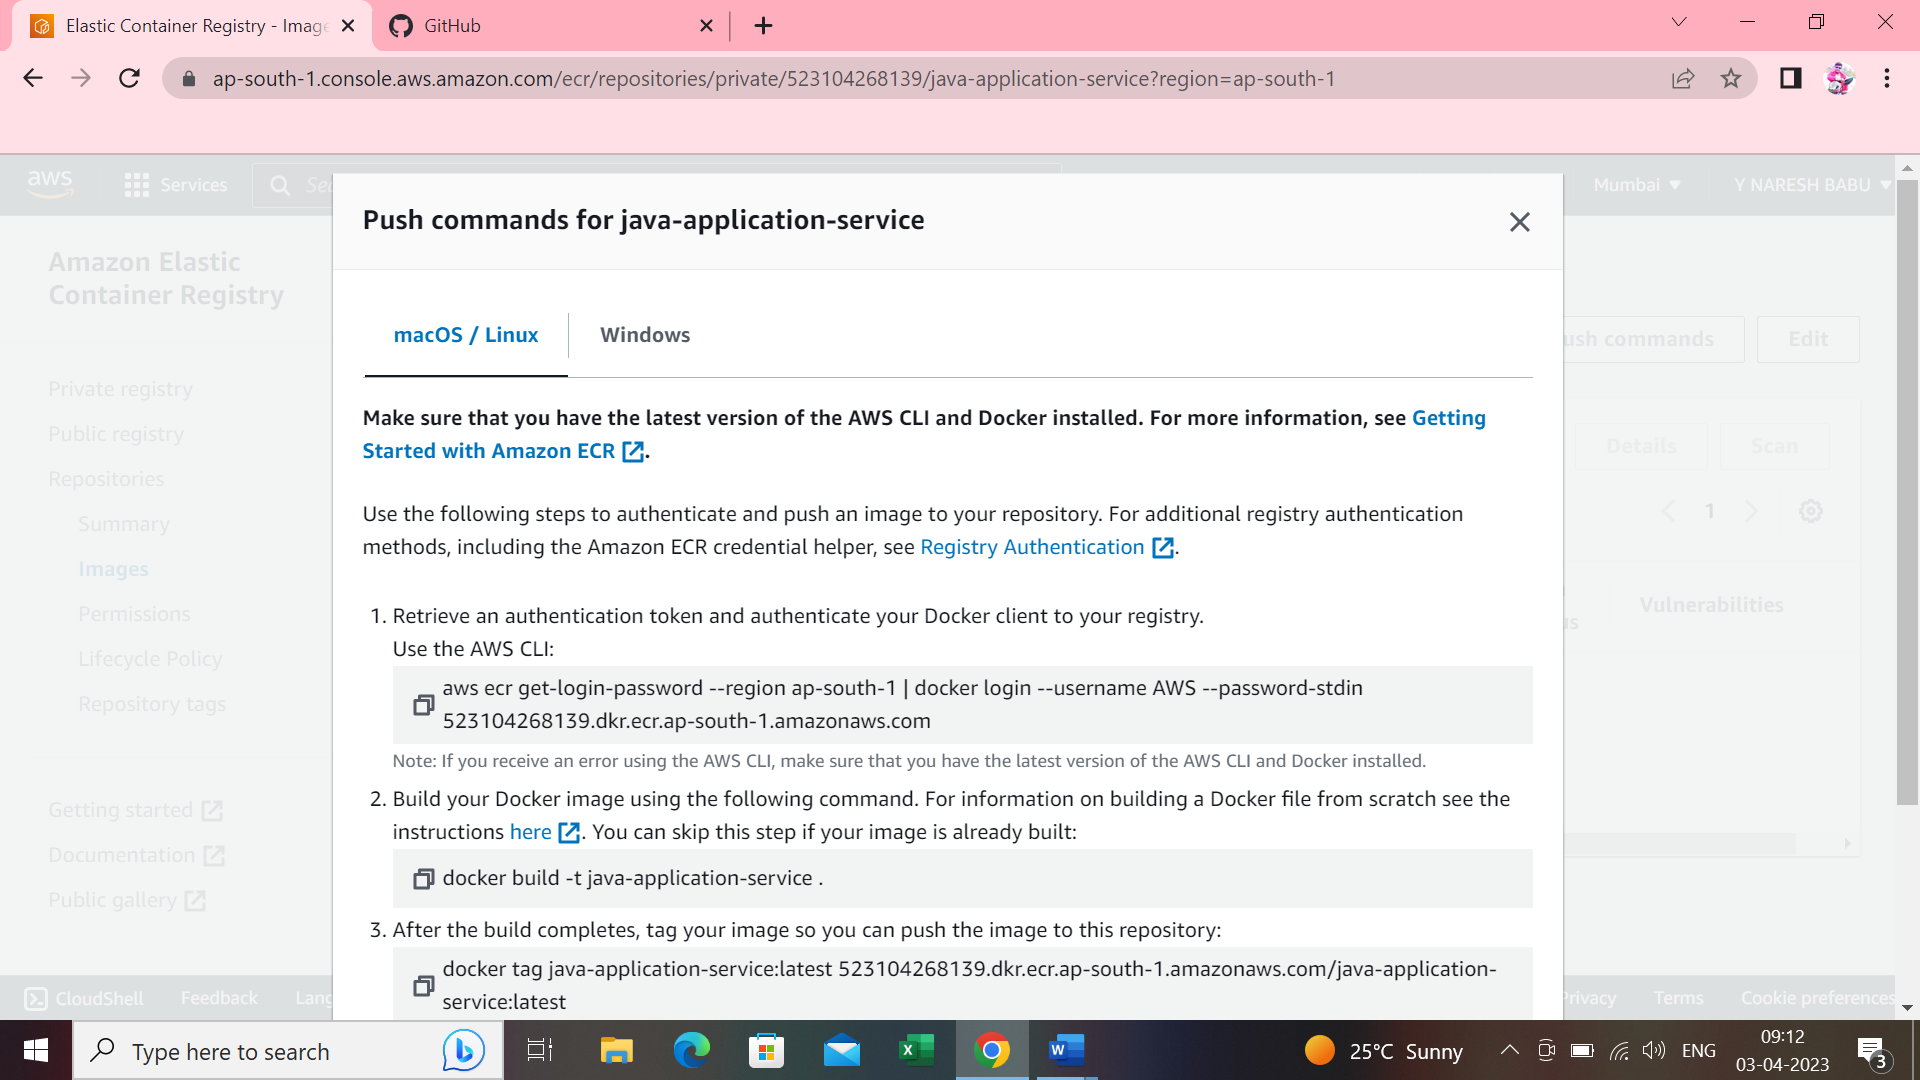 Elastic Container Registry - Image
GitHub
ap-south-1.console.aws.amazon.com/ecr/repositories/private/523104268139/java-application-service?region=ap-south-1
aws
Services
Mumbai
Y NARESH BABU
Push commands for java-application-service
Amazon Elastic
Container Registry
Private registry
Public registry
Repositories
Summary
Images
Permissions
Lifecycle Policy
Repository tags
Getting started
Documentation
Public gallery
macOS / Linux
Windows
ush commands
Edit
Details
Scan
1
Vulnerabilities
Make sure that you have the latest version of the AWS CLI and Docker installed. For more information, see Getting
Started with Amazon ECR.
Use the following steps to authenticate and push an image to your repository. For additional registry authentication
methods, including the Amazon ECR credential helper, see Registry Authentication.
1. Retrieve an authentication token and authenticate your Docker client to your registry.
Use the AWS CLI:
aws ecr get-login-password --region ap-south-1 | docker login --username AWS --password-stdin
523104268139.dkr.ecr.ap-south-1.amazonaws.com
Note: If you receive an error using the AWS CLI, make sure that you have the latest version of the AWS CLI and Docker installed.
2. Build your Docker image using the following command. For information on building a Docker file from scratch see the
instructions here. You can skip this step if your image is already built:
docker build -t java-application-service .
3. After the build completes, tag your image so you can push the image to this repository:
docker tag java-application-service:latest 523104268139.dkr.ecr.ap-south-1.amazonaws.com/java-application-
service:latest
CloudShell
Feedback
Lang
Privacy
Terms
Cookie preferences
Type here to search
25°C Sunny
ENG
09:12
03-04-2023
3